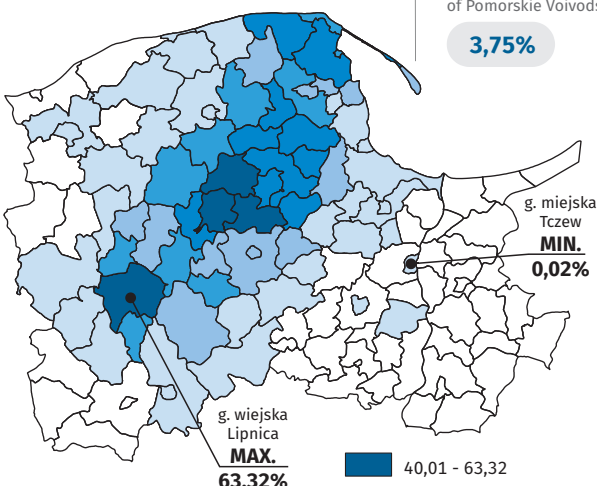 of Pomorskie Voivods
3,75%
g. miejska
Tczew
MIN.
0,02%
g. wiejska
Lipnica
MAX.
63,32%
40,01 - 63,32